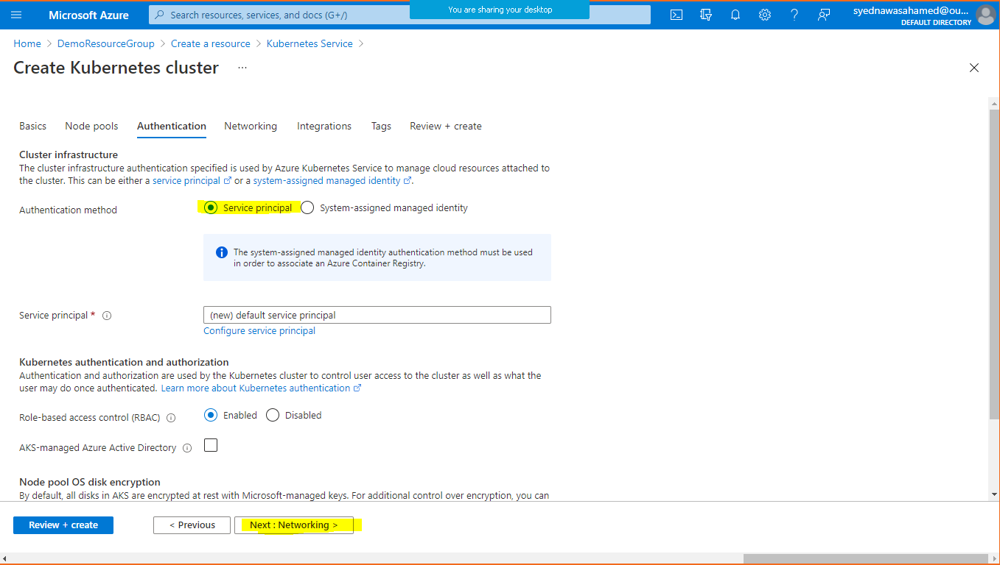 Microsoft Azure
Search resources, services, and docs (G+/)
You are sharing your desktop
syednawasahamed@ou...
DEFAULT DIRECTORY
Home > DemoResourceGroup > Create a resource > Kubernetes Service >
Create Kubernetes cluster ...
Basics Node pools Authentication Networking Integrations Tags Review + create
Cluster infrastructure
The cluster infrastructure authentication specified is used by Azure Kubernetes Service to manage cloud resources attached to
the cluster. This can be either a service principal or a system-assigned managed identity .
Authentication method Service principal System-assigned managed identity
The system-assigned managed identity authentication method must be used
in order to associate an Azure Container Registry.
Service principal * (new) default service principal
Configure service principal
Kubernetes authentication and authorization
Authentication and authorization are used by the Kubernetes cluster to control user access to the cluster as well as what the
user may do once authenticated. Learn more about Kubernetes authentication
Role-based access control (RBAC) Enabled Disabled
AKS-managed Azure Active Directory
Node pool OS disk encryption
By default, all disks in AKS are encrypted at rest with Microsoft-managed keys. For additional control over encryption, you can
Review + create < Previous Next : Networking >